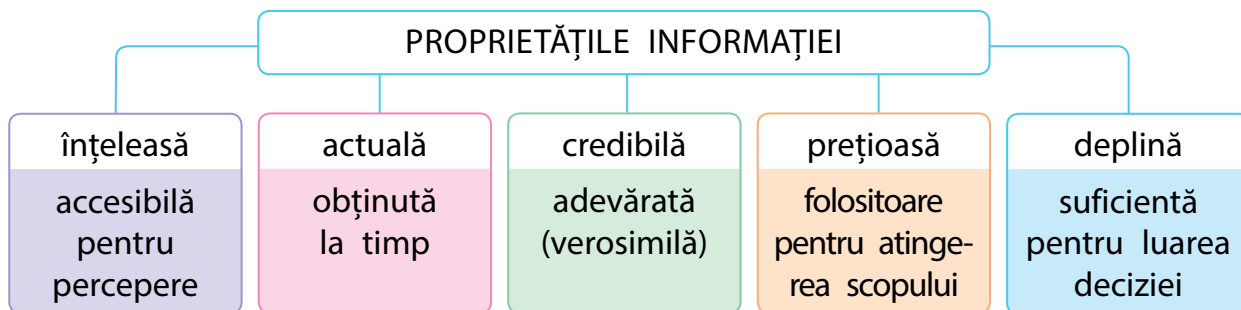 PROPRIETĂȚILE INFORMAȚIEI
înțeleasă
accesibilă
pentru
percepere
actuală
obținută
la timp
credibilă
adevărată
(verosimilă)
prețioasă
folositoare
pentru atinge-
rea scopului
deplină
suficientă
pentru luarea
deciziei